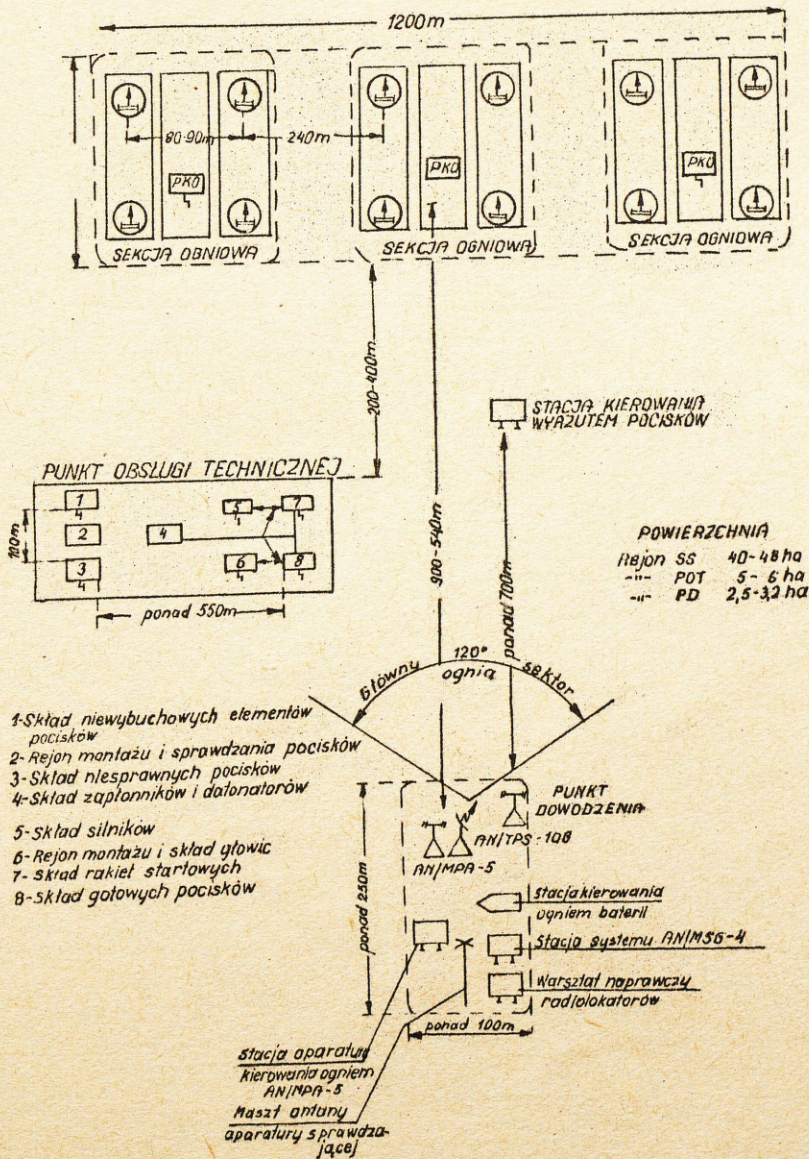 1200m
80-90m
240m
PKO
PKO
PKO
SEKCJA OBNIOWA
SEKCJA OGNIOWA
SEKCJA OGNIOWA
200-400m
STACJA KIEROWANIA
WYRZUTEM POCISKÓW
PUNKT OBSŁUGI TECHNICZNEJ
1
2
3
4
5
6
7
8
100m
ponad 550m
900-540m
ponad 700m
POWIERZCHNIA
Rejon SS 40-48 ha
-"- POT 5-6 ha
-"- PD 2,5-3,2 ha
Główny 120° sektor
ognia
1-Skład niewybuchowych elementów
pocisków
2-Rejon montażu i sprawdzania pocisków
3-Skład niesprawnych pocisków
4-Skład zapłonników i datonatorów
5-Skład silników
6-Rejon montażu i skład głowic
7-Skład rakiet startowych
8-Skład gotowych pocisków
PUNKT
DOWODZENIA
AN/TPS-10B
AN/MPA-5
ponad 250m
Stacja kierowania
ogniem baterii
Stacja systemu AN/MSG-4
Warsztat naprawczy
radiolokatorów
ponad 100m
Stacja aparatury
kierowania ogniem
AN/MPA-5
Maszt antany
aparatury sprawdza-
jącej